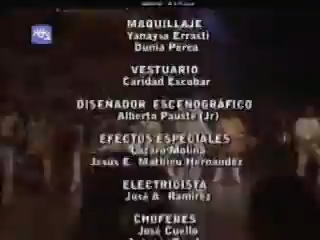 MAQUILLAJE
Yanaysa Errasti
Dunia Perea
VESTUARIO
Caridad Escobar
DISEÑADOR ESCENOGRÁFICO
Alberto Pauste (Jr)
EFECTOS ESPECIALES
Lázaro Molina
Jesús E. Mathieu Hernández
ELECTRICISTA
José A. Ramírez
CHOFERES
José Cuello